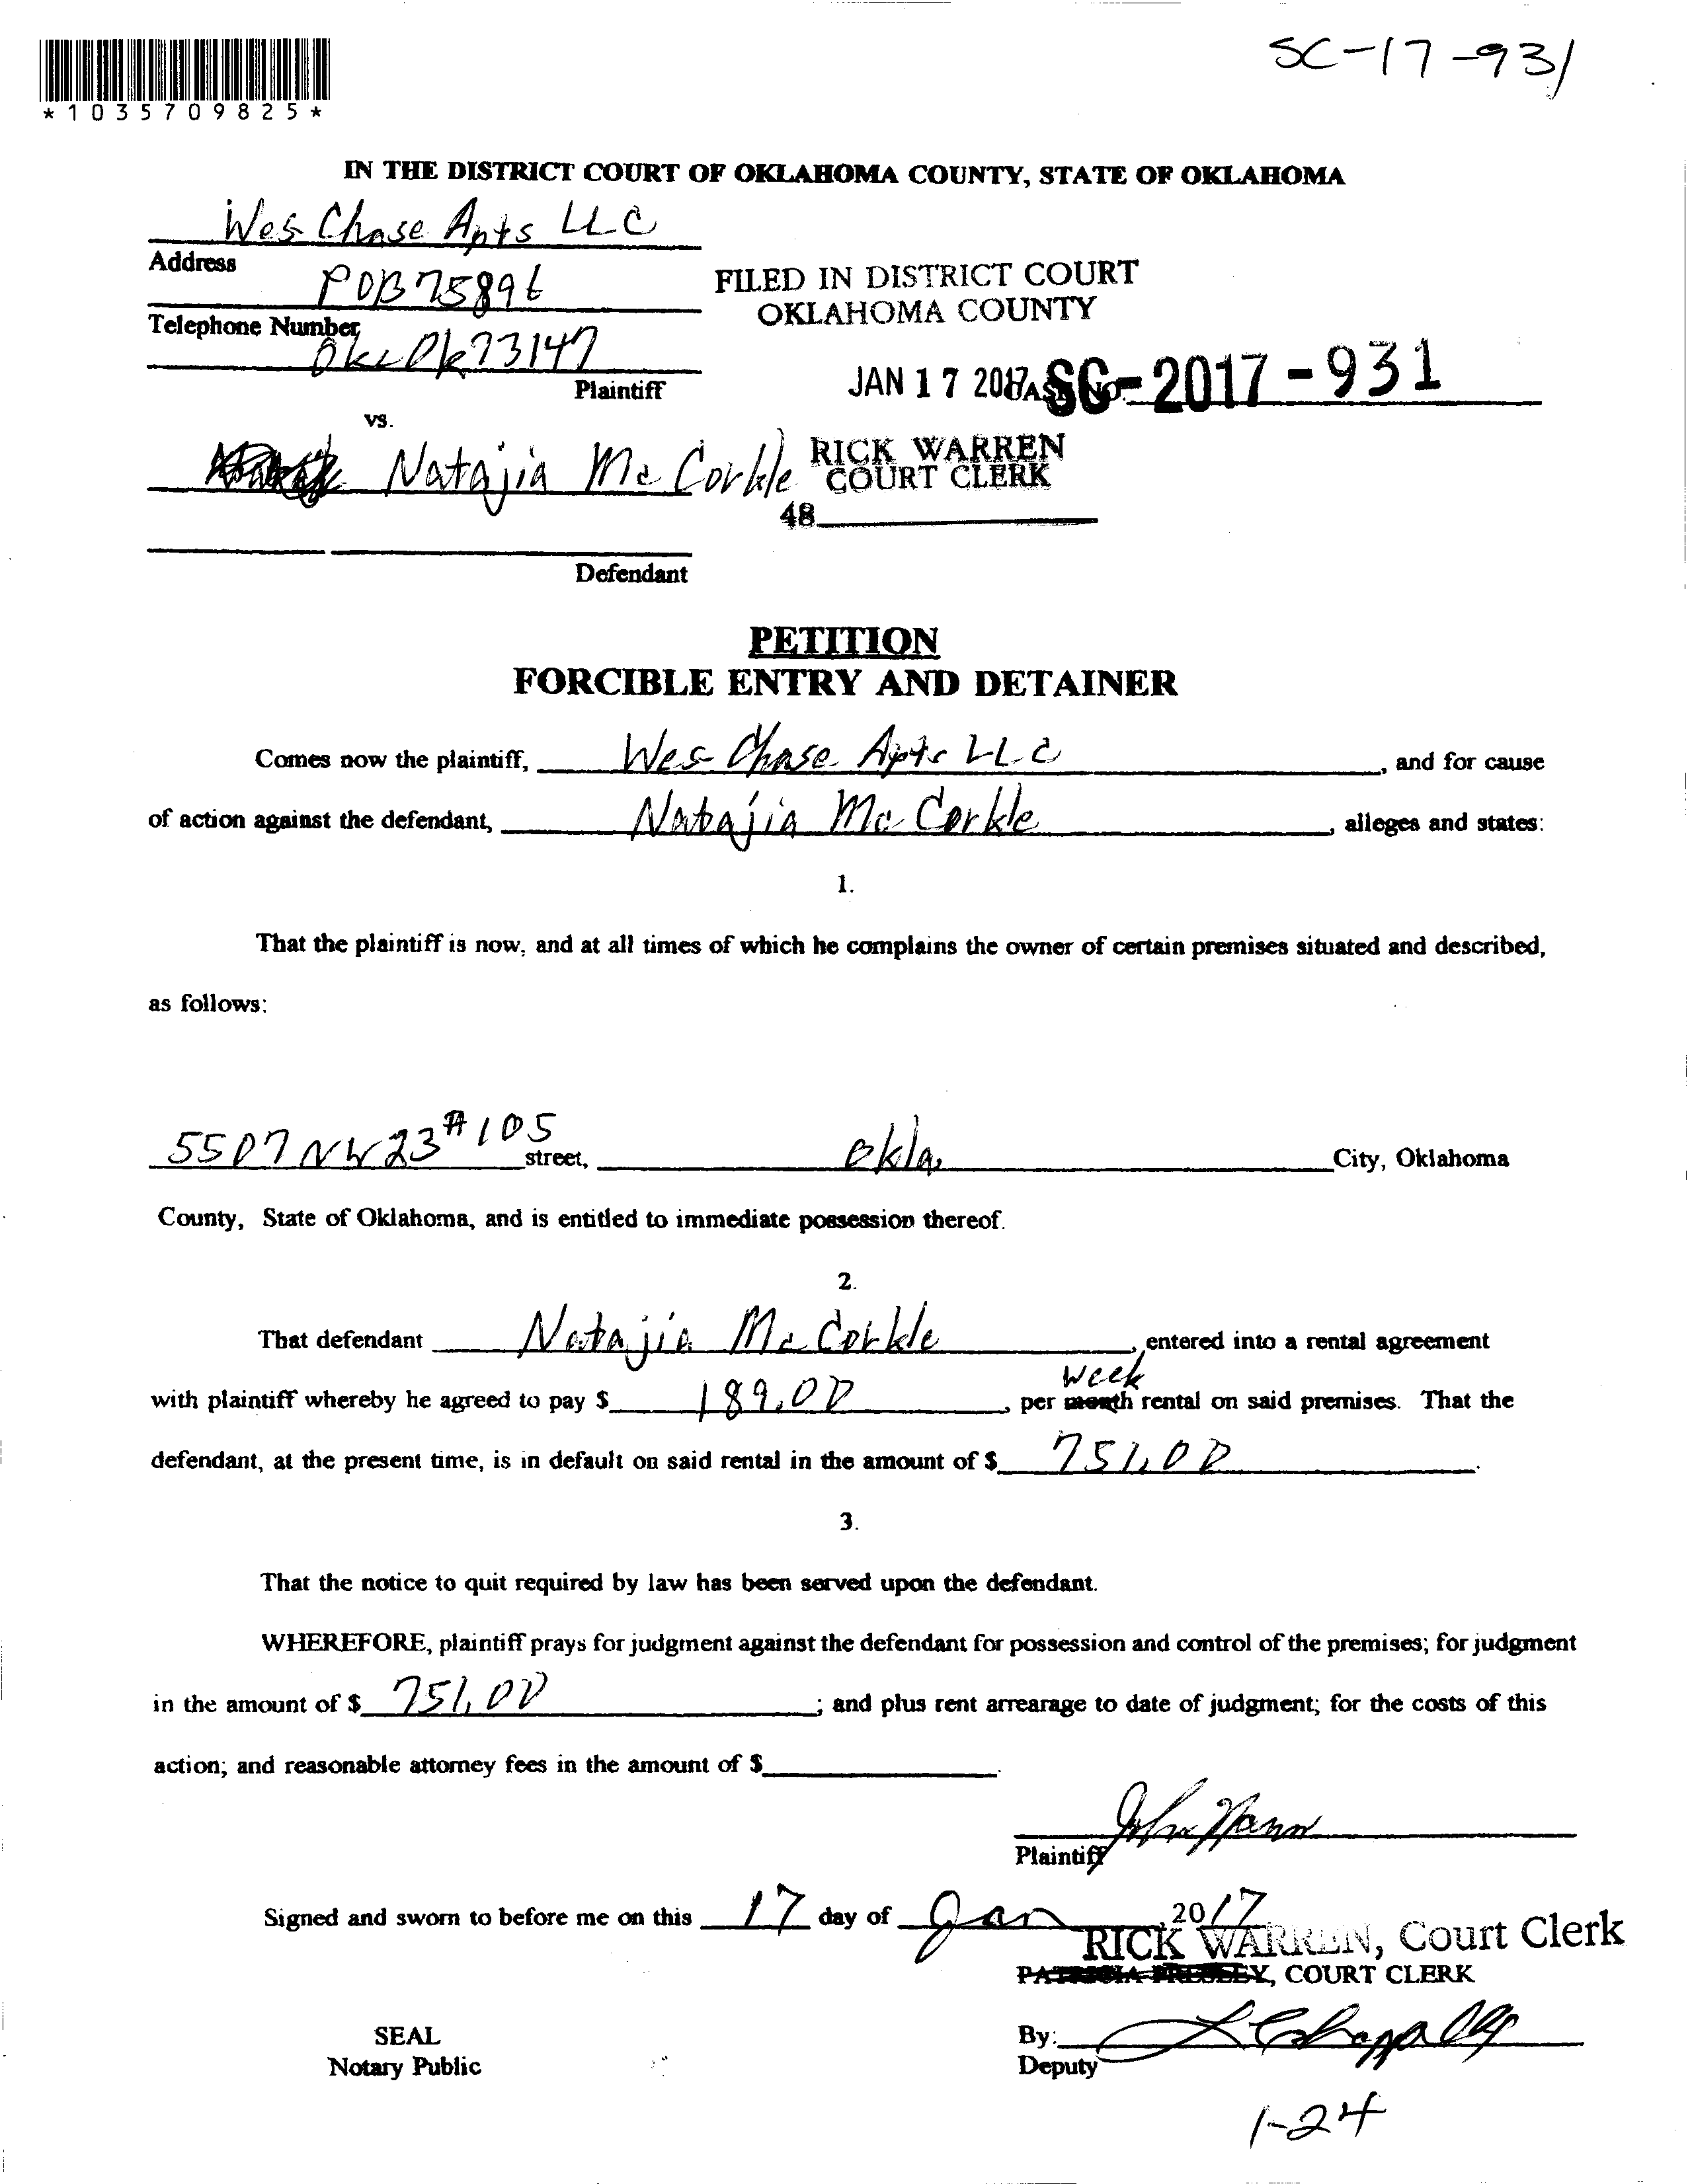 SC-17-931
*1035709825*
IN THE DISTRICT COURT OF OKLAHOMA COUNTY, STATE OF OKLAHOMA
Wes Chase Apts LLC
Address
POB 75896
FILED IN DISTRICT COURT
OKLAHOMA COUNTY
Telephone Number
Okc Ok 73147
Plaintiff
JAN 17 2017 SC-2017-931
vs.
Natajia McCorkle
RICK WARREN
COURT CLERK
48
Defendant
PETITION
FORCIBLE ENTRY AND DETAINER
Comes now the plaintiff, Wes Chase Apts LLC, and for cause
of action against the defendant, Natajia McCorkle, alleges and states:
1.
That the plaintiff is now, and at all times of which he complains the owner of certain premises situated and described,
as follows:
5507 NW 23 #105 street, Okla, City, Oklahoma
County, State of Oklahoma, and is entitled to immediate possession thereof.
2.
That defendant Natajia McCorkle, entered into a rental agreement
week
with plaintiff whereby he agreed to pay $ 189.00, per month rental on said premises. That the
defendant, at the present time, is in default on said rental in the amount of $ 751.00.
3.
That the notice to quit required by law has been served upon the defendant.
WHEREFORE, plaintiff prays for judgment against the defendant for possession and control of the premises; for judgment
in the amount of $ 751.00; and plus rent arrearage to date of judgment; for the costs of this
action; and reasonable attorney fees in the amount of $
John
Plaintiff
Signed and sworn to before me on this 17 day of Jan, 2017
RICK WARREN, Court Clerk
PATRICIA PRESLEY, COURT CLERK
SEAL
Notary Public
By:
Deputy
1-24